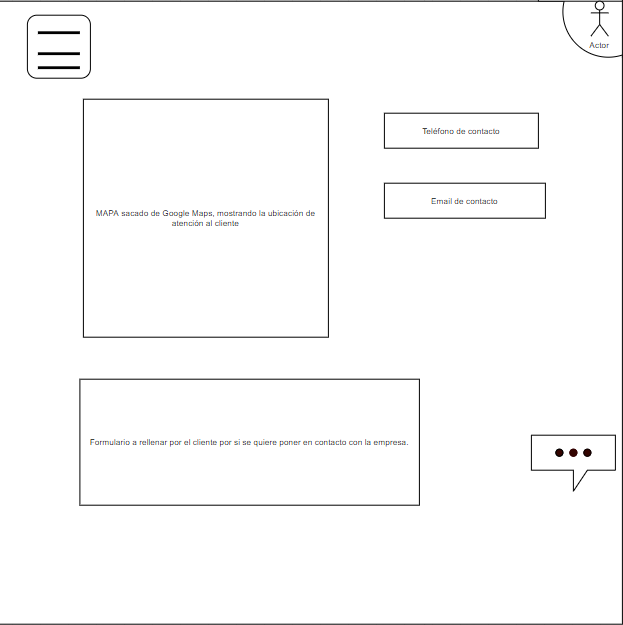 Actor
Teléfono de contacto
Email de contacto
MAPA sacado de Google Maps, mostrando la ubicación de
atención al cliente
Formulario a rellenar por el cliente por si se quiere poner en contacto con la empresa.